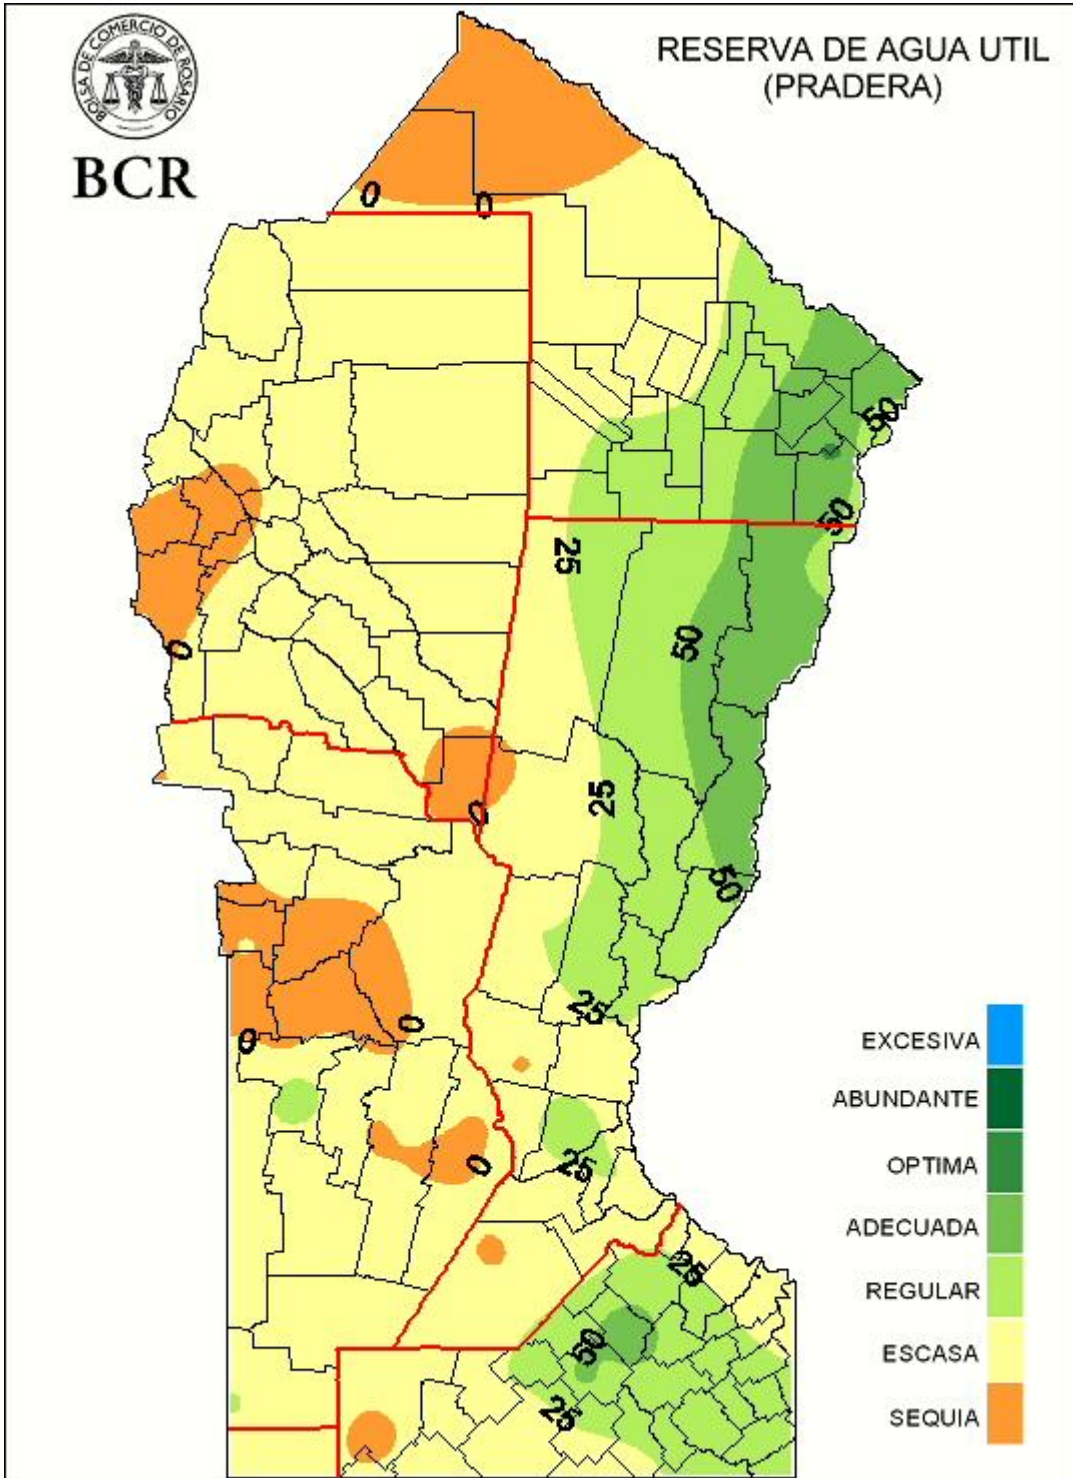 BOLSA DE COMERCIO DE ROSARIO
BCR
RESERVA DE AGUA UTIL
(PRADERA)
0
0
50
50
25
50
0
25
0
50
25
0
0
25
0
25
50
25
EXCESIVA
ABUNDANTE
OPTIMA
ADECUADA
REGULAR
ESCASA
SEQUIA